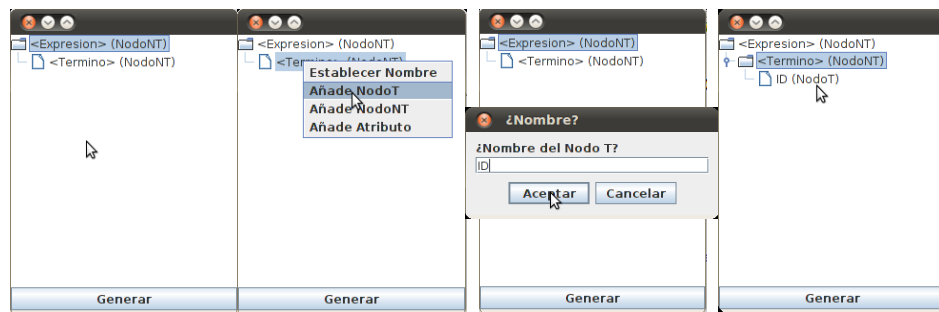 <Expresion> (NodoNT)
<Termino> (NodoNT)
Generar
<Expresion> (NodoNT)
Establecer Nombre
Añade NodoT
Añade NodoNT
Añade Atributo
Generar
<Expresion> (NodoNT)
<Termino> (NodoNT)
¿Nombre?
¿Nombre del Nodo T?
ID
Aceptar Cancelar
Generar
<Expresion> (NodoNT)
<Termino> (NodoNT)
ID (NodoT)
Generar